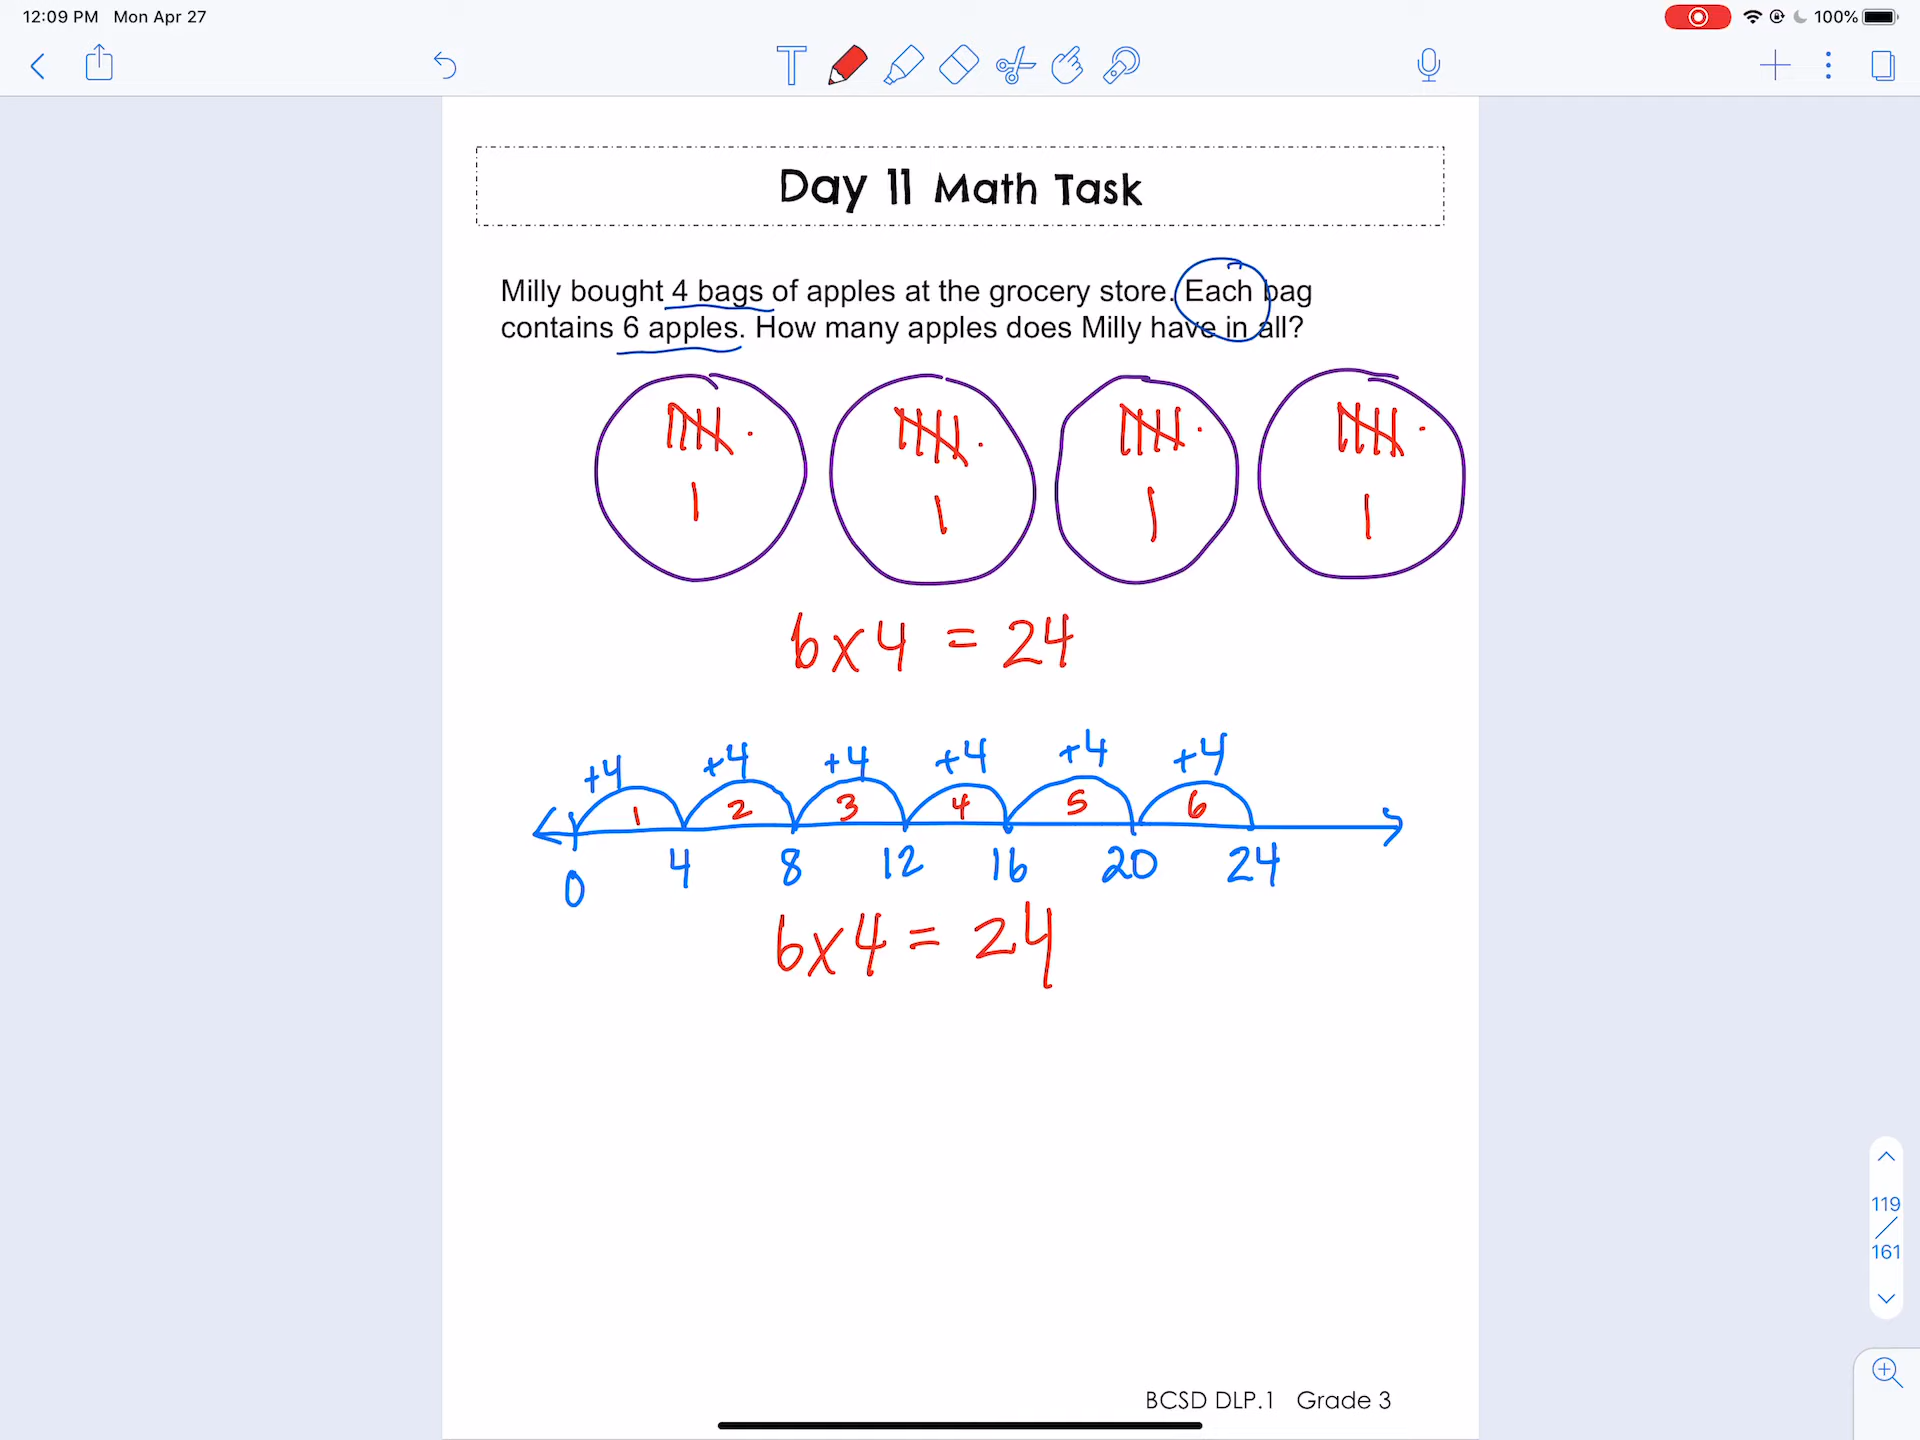 12:09 PM Mon Apr 27
100%
T
Day 11 Math Task
Milly bought 4 bags of apples at the grocery store. Each bag
contains 6 apples. How many apples does Milly have in all?
6x4 = 24
+4 +4 +4 +4 +4 +4
1 2 3 4 5 6
0 4 8 12 16 20 24
6x4 = 24
119
/
161
BCSD DLP.1 Grade 3